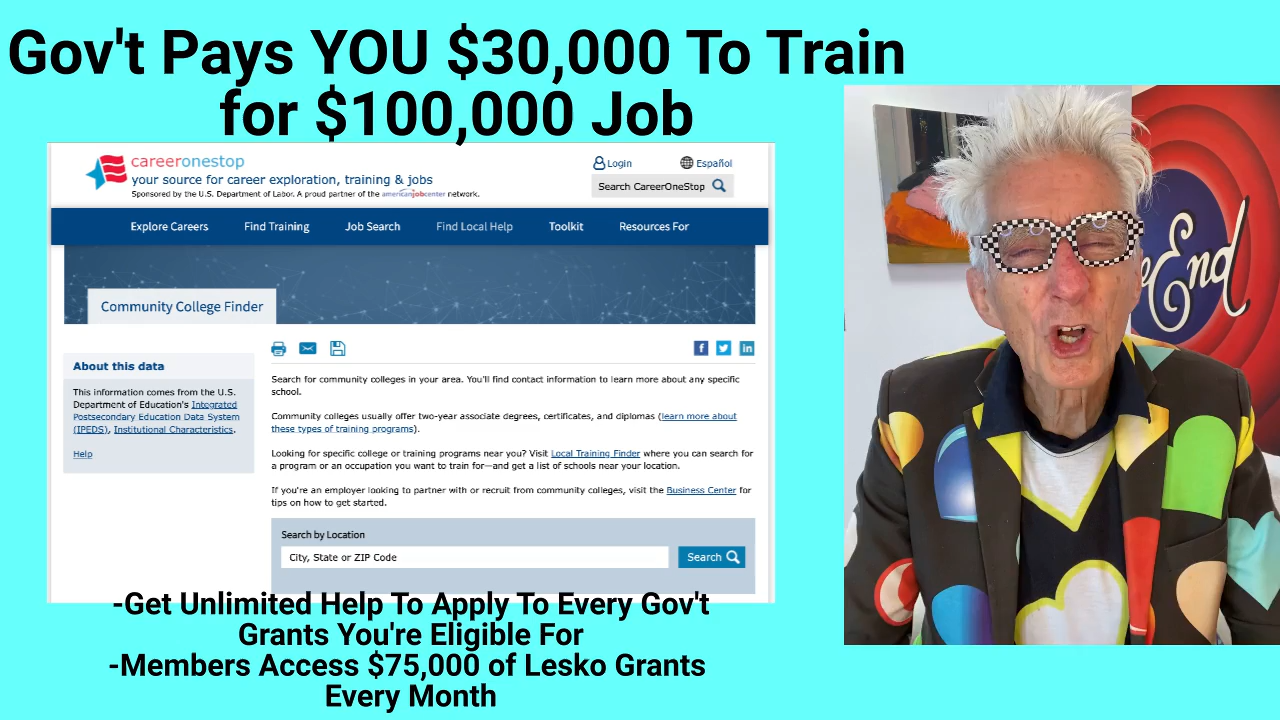 Gov't Pays YOU $30,000 To Train
for $100,000 Job
careeronestop
your source for career exploration, training & jobs
Sponsored by the U.S. Department of Labor. A proud partner of the americanjobcenter network.
Login
Español
Search CareerOneStop
Explore Careers
Find Training
Job Search
Find Local Help
Toolkit
Resources For
Community College Finder
About this data
This information comes from the U.S.
Department of Education's Integrated
Postsecondary Education Data System
(IPEDS), Institutional Characteristics.
Help
f
in
Search for community colleges in your area. You'll find contact information to learn more about any specific
school.
Community colleges usually offer two-year associate degrees, certificates, and diplomas (learn more about
these types of training programs).
Looking for specific college or training programs near you? Visit Local Training Finder where you can search for
a program or an occupation you want to train for—and get a list of schools near your location.
If you're an employer looking to partner with or recruit from community colleges, visit the Business Center for
tips on how to get started.
Search by Location
City, State or ZIP Code
Search
-Get Unlimited Help To Apply To Every Gov't
Grants You're Eligible For
-Members Access $75,000 of Lesko Grants
Every Month
End